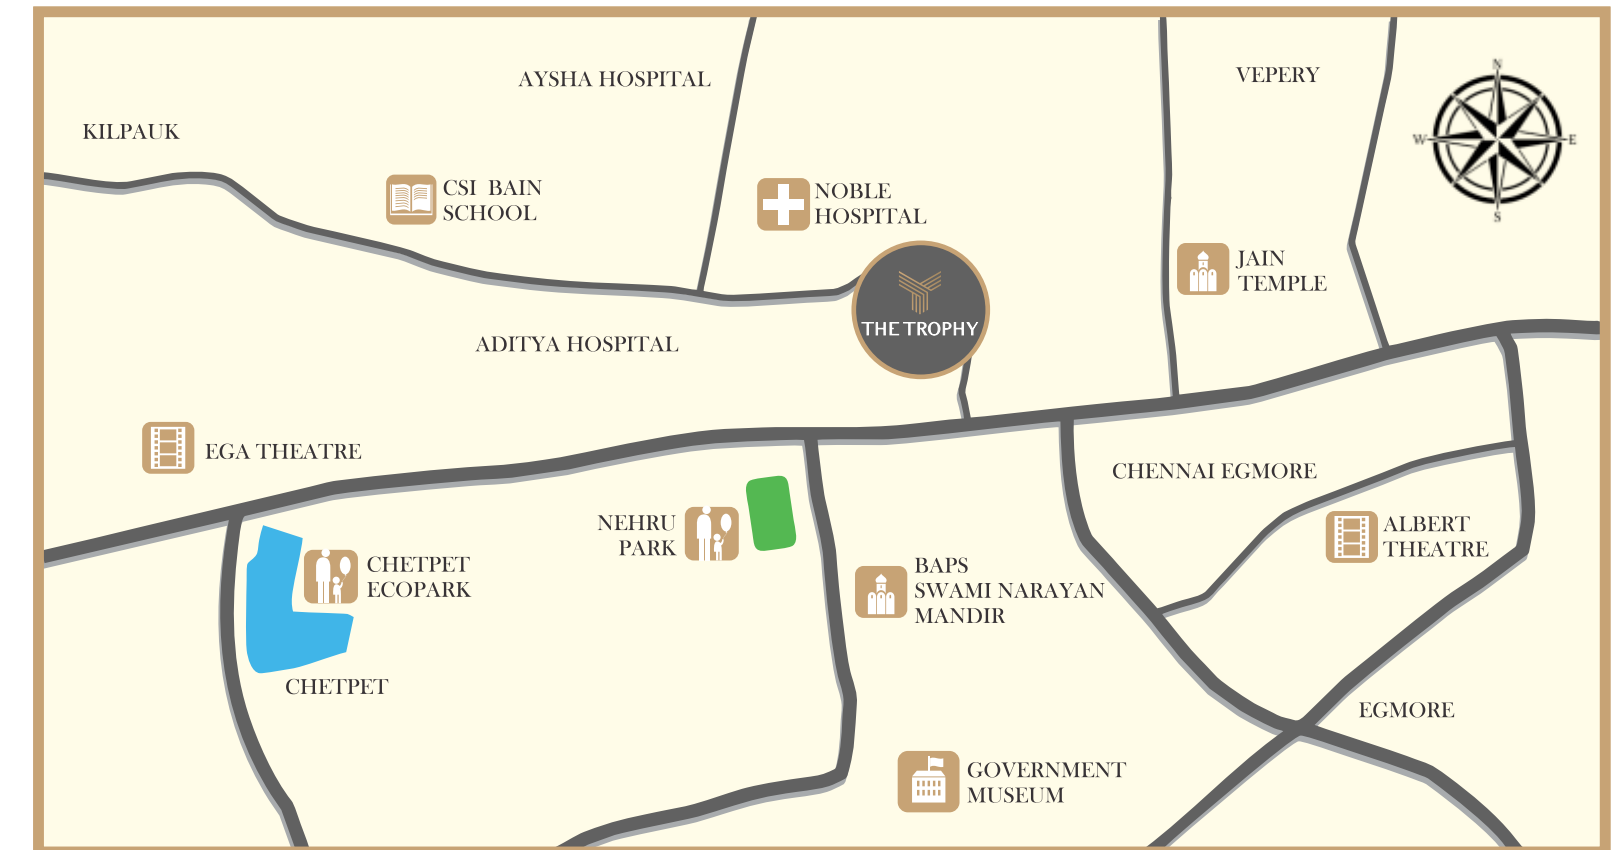 AYSHA HOSPITAL
VEPERY
N
KILPAUK
W
E
CSI BAIN
SCHOOL
NOBLE
HOSPITAL
S
JAIN
TEMPLE
THE TROPHY
ADITYA HOSPITAL
EGA THEATRE
CHENNAI EGMORE
NEHRU
PARK
ALBERT
THEATRE
CHETPET
ECOPARK
BAPS
SWAMI NARAYAN
MANDIR
CHETPET
EGMORE
GOVERNMENT
MUSEUM